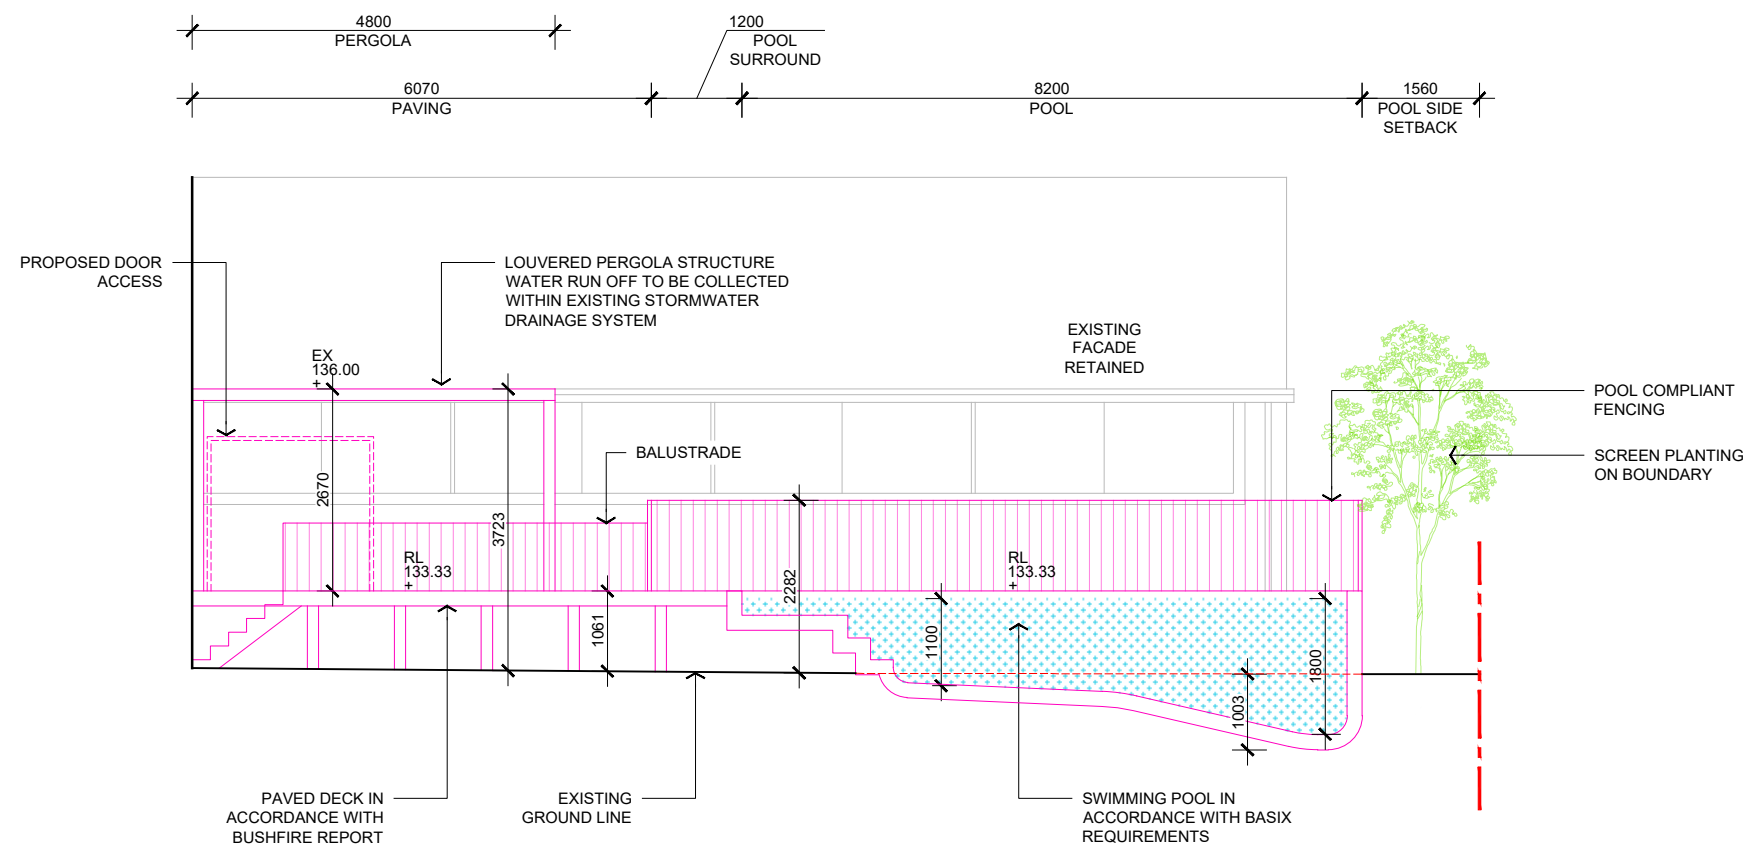 4800
PERGOLA
1200
POOL
SURROUND
6070
PAVING
8200
POOL
1560
POOL SIDE
SETBACK
PROPOSED DOOR
ACCESS
LOUVERED PERGOLA STRUCTURE
WATER RUN OFF TO BE COLLECTED
WITHIN EXISTING STORMWATER
DRAINAGE SYSTEM
EXISTING
FACADE
RETAINED
EX
136.00
+
POOL COMPLIANT
FENCING
BALUSTRADE
SCREEN PLANTING
ON BOUNDARY
2670
3723
RL
133.33
+
2282
RL
133.33
+
1061
1100
1800
1003
PAVED DECK IN
ACCORDANCE WITH
BUSHFIRE REPORT
EXISTING
GROUND LINE
SWIMMING POOL IN
ACCORDANCE WITH BASIX
REQUIREMENTS